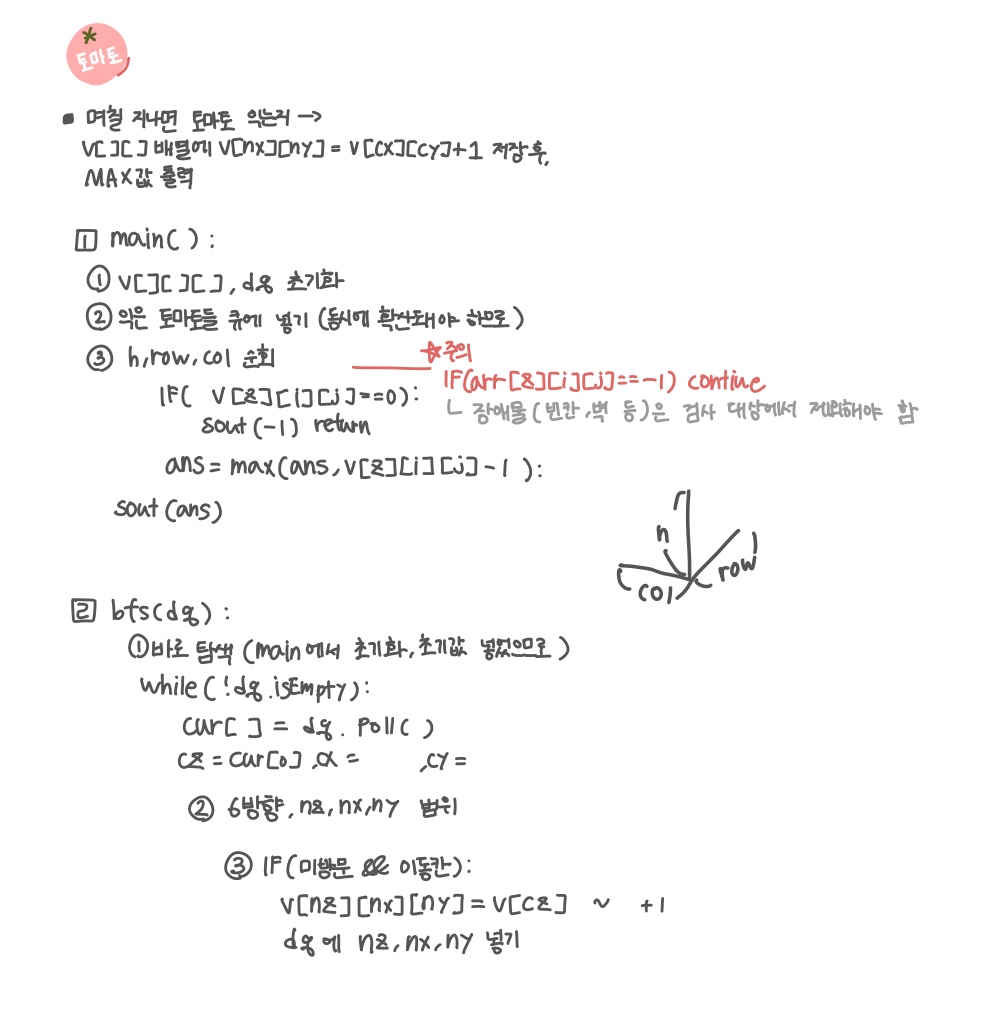 토마토
▪ 며칠 지나면 토마토 익는지 →
V[ ][ ] 배열에 V[nx][ny] = V[cx][cy]+1 저장 후,
MAX값 출력
1 main( ) :
① V[ ][ ][ ], dq 초기화
② 익은 토마토들 큐에 넣기 (동시에 확산돼야 하므로)
③ h, row, col 순회
☆주의
IF(arr[z][i][j]==-1) contine
IF( V[z][i][j]==0) :
ㄴ 장애물(빈칸, 벽 등)은 검사 대상에서 제외해야 함
sout (-1) return
ans = max(ans, V[z][i][j] -1 ) :
sout (ans)
h
row
col
2 bfs(dq) :
①바로 탐색 (main에서 초기화, 초기값 넣었으므로)
while ( !dq.isEmpty) :
cur[ ] = dq. Poll( )
cz = cur[0] ,cx = ,cy =
② 6방향, nz, nx, ny 범위
③ IF(미방문 && 이동칸) :
V[nz][nx][ny] = V[cz] ~ +1
dq에 nz, nx, ny 넣기